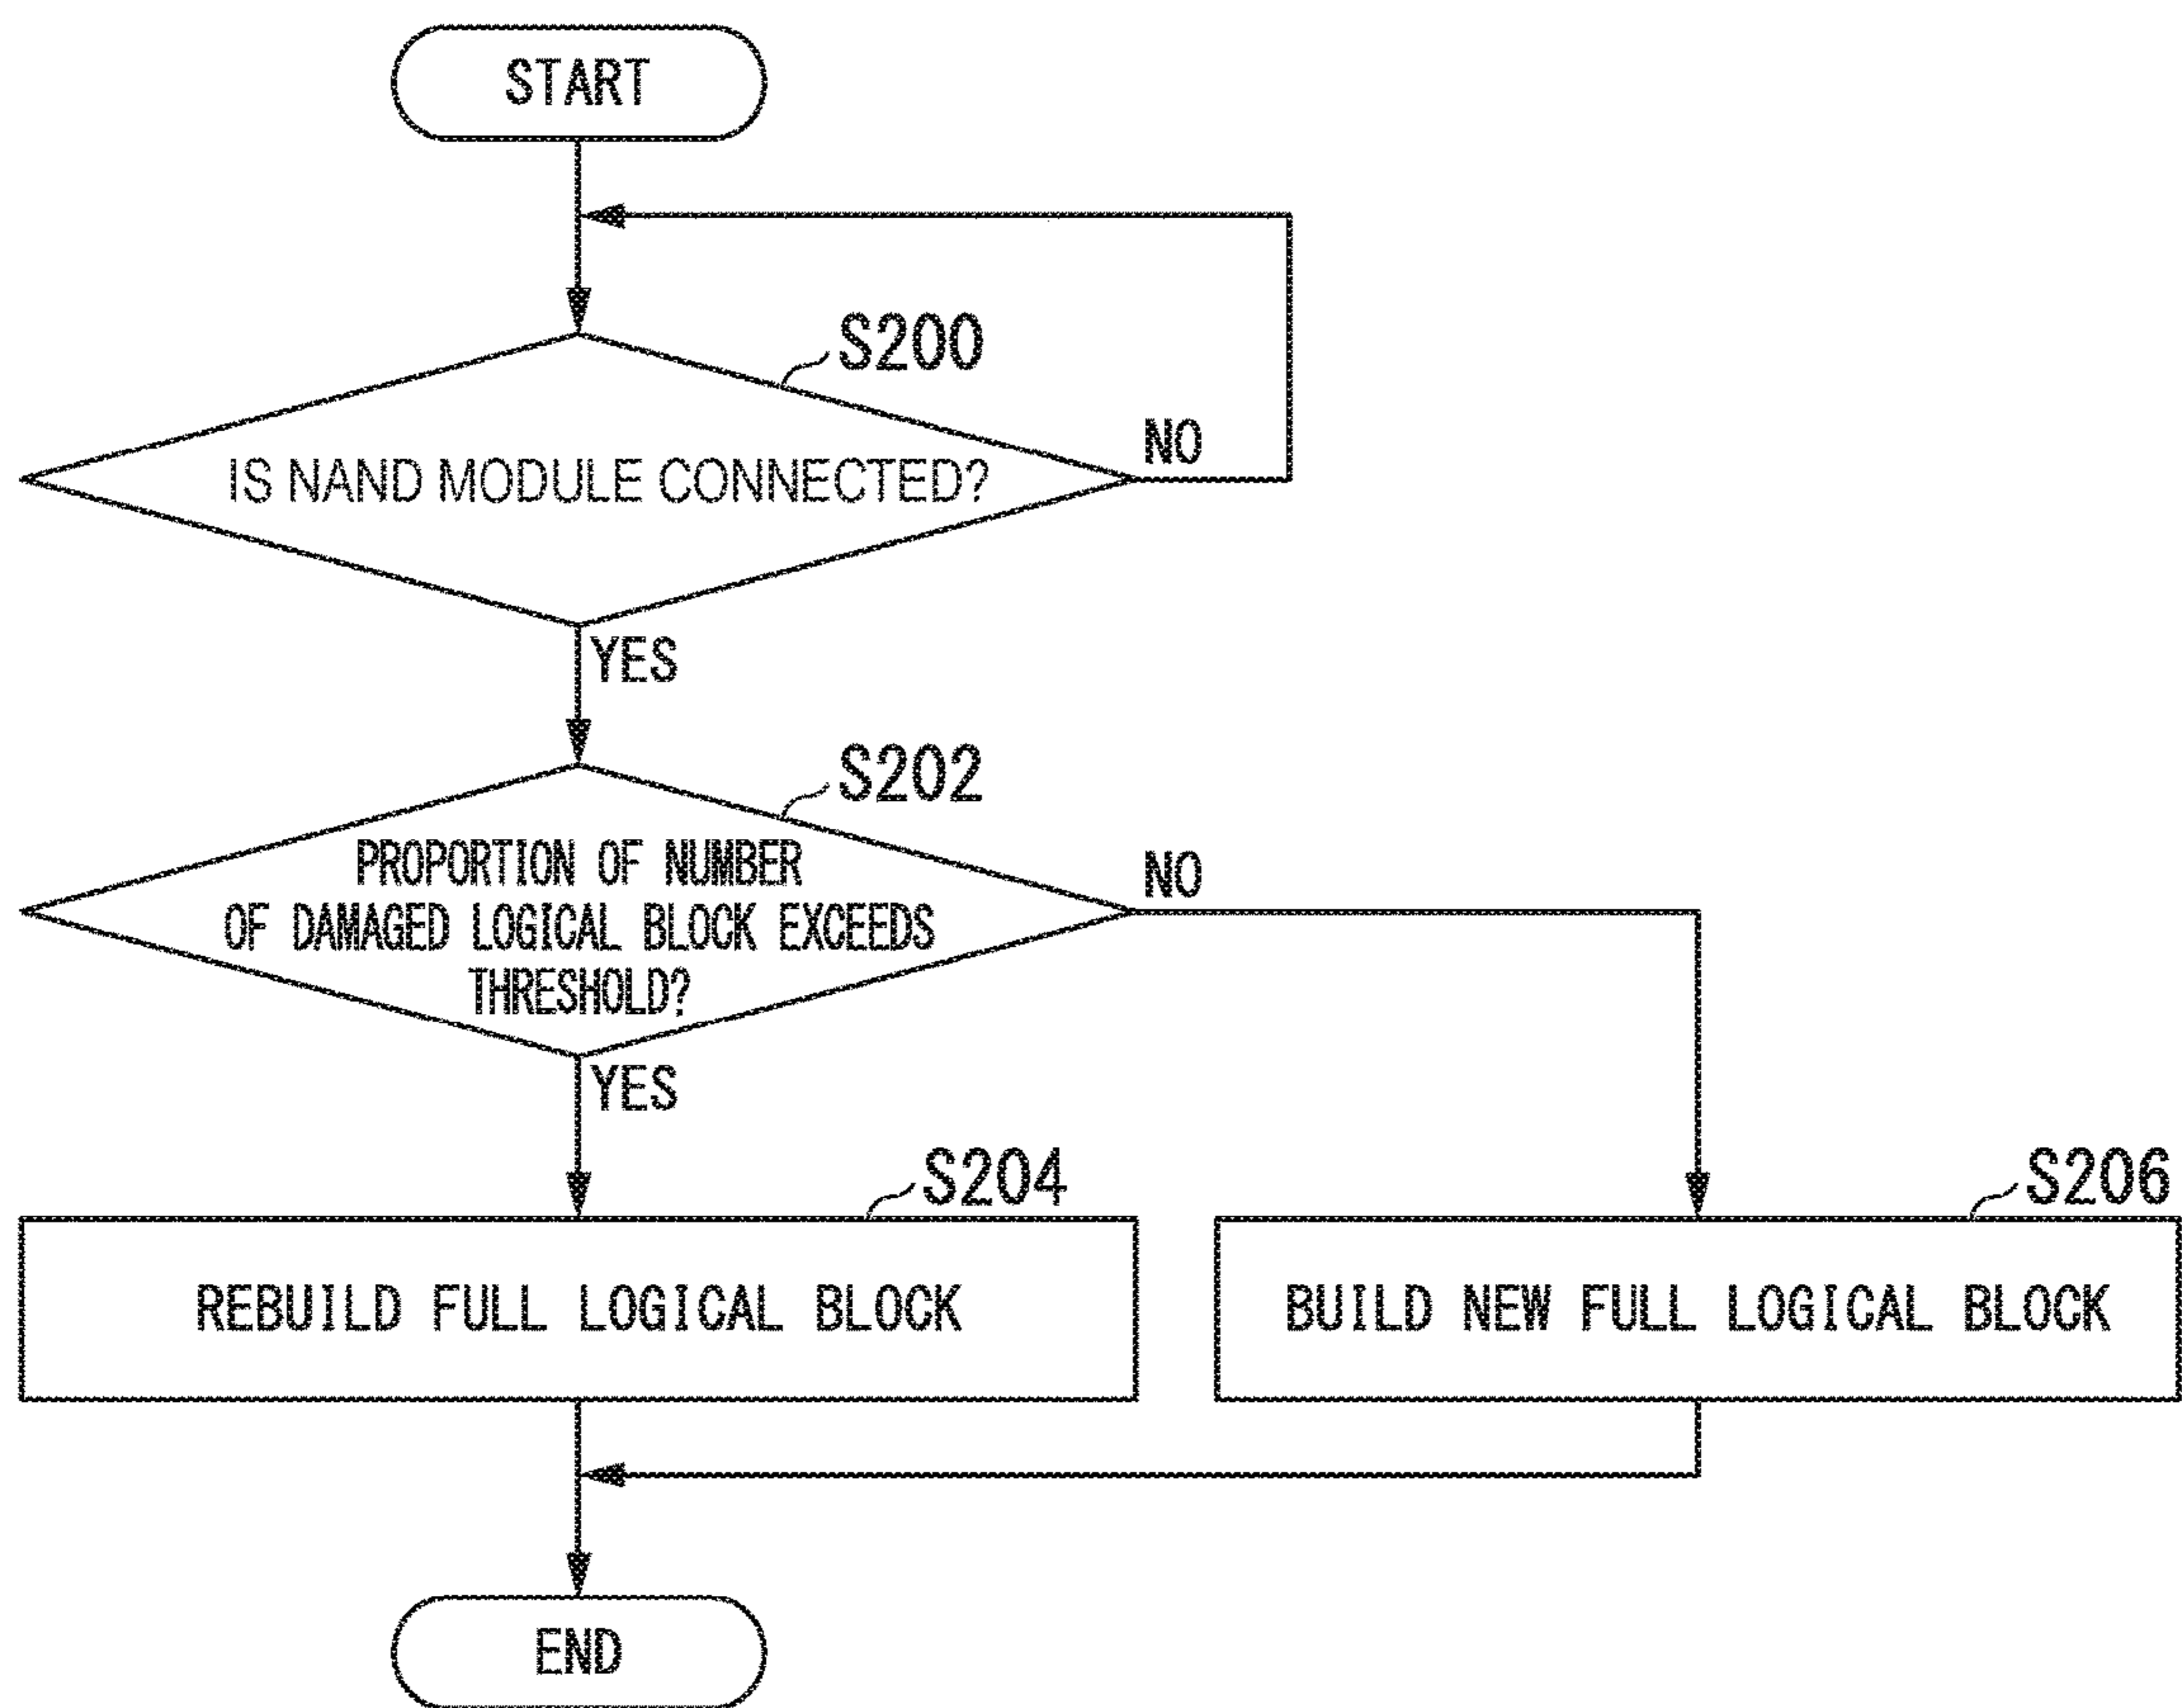 START
S200
IS NAND MODULE CONNECTED?
NO
YES
S202
PROPORTION OF NUMBER
OF DAMAGED LOGICAL BLOCK EXCEEDS
THRESHOLD?
NO
YES
S204
REBUILD FULL LOGICAL BLOCK
S206
BUILD NEW FULL LOGICAL BLOCK
END